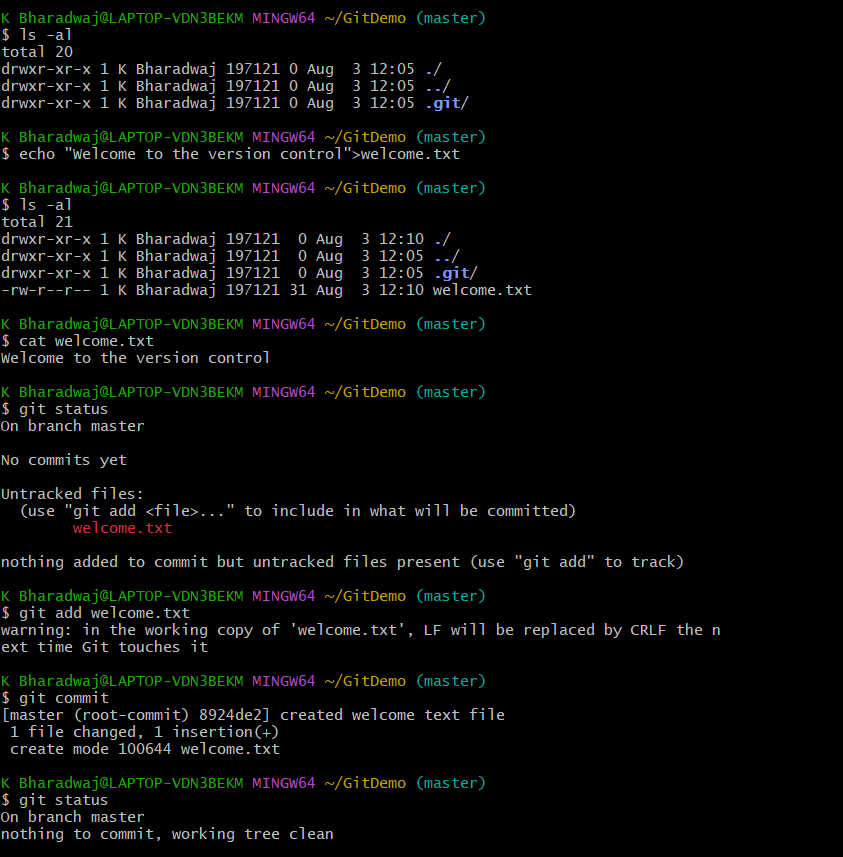 K Bharadwaj@LAPTOP-VDN3BEKM MINGW64 ~/GitDemo (master)
$ ls -al
total 20
drwxr-xr-x 1 K Bharadwaj 197121 0 Aug  3 12:05 ./
drwxr-xr-x 1 K Bharadwaj 197121 0 Aug  3 12:05 ../
drwxr-xr-x 1 K Bharadwaj 197121 0 Aug  3 12:05 .git/

K Bharadwaj@LAPTOP-VDN3BEKM MINGW64 ~/GitDemo (master)
$ echo "Welcome to the version control">welcome.txt

K Bharadwaj@LAPTOP-VDN3BEKM MINGW64 ~/GitDemo (master)
$ ls -al
total 21
drwxr-xr-x 1 K Bharadwaj 197121  0 Aug  3 12:10 ./
drwxr-xr-x 1 K Bharadwaj 197121  0 Aug  3 12:05 ../
drwxr-xr-x 1 K Bharadwaj 197121  0 Aug  3 12:05 .git/
-rw-r--r-- 1 K Bharadwaj 197121 31 Aug  3 12:10 welcome.txt

K Bharadwaj@LAPTOP-VDN3BEKM MINGW64 ~/GitDemo (master)
$ cat welcome.txt
Welcome to the version control

K Bharadwaj@LAPTOP-VDN3BEKM MINGW64 ~/GitDemo (master)
$ git status
On branch master

No commits yet

Untracked files:
  (use "git add <file>..." to include in what will be committed)
        welcome.txt

nothing added to commit but untracked files present (use "git add" to track)

K Bharadwaj@LAPTOP-VDN3BEKM MINGW64 ~/GitDemo (master)
$ git add welcome.txt
warning: in the working copy of 'welcome.txt', LF will be replaced by CRLF the n
ext time Git touches it

K Bharadwaj@LAPTOP-VDN3BEKM MINGW64 ~/GitDemo (master)
$ git commit
[master (root-commit) 8924de2] created welcome text file
 1 file changed, 1 insertion(+)
 create mode 100644 welcome.txt

K Bharadwaj@LAPTOP-VDN3BEKM MINGW64 ~/GitDemo (master)
$ git status
On branch master
nothing to commit, working tree clean